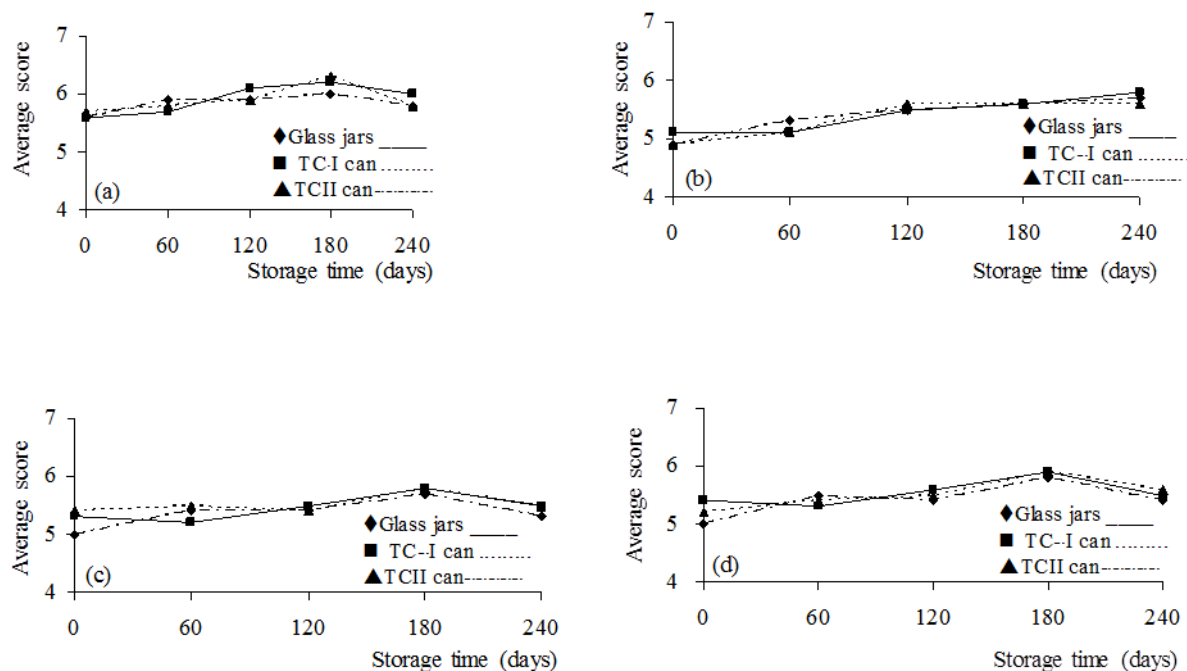 Average score
7
6
5
4
◆Glass jars
■ TC-I can
▲TCII can
(a)
0 60 120 180 240
Storage time (days)
Average score
7
6
5
4
◆Glass jars
■ TC--I can
▲TCII can
(b)
0 60 120 180 240
Storage time (days)
Average score
7
6
5
4
◆Glass jars
■ TC--I can
▲TCII can
(c)
0 60 120 180 240
Storage time (days)
Average score
7
6
5
4
◆Glass jars
■ TC--I can
▲TCII can
(d)
0 60 120 180 240
Storage time (days)